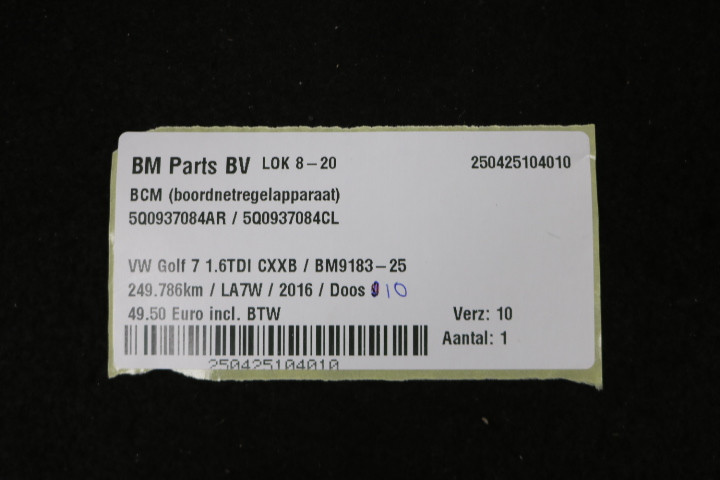 BM Parts BV LOK 8-20 250425104010
BCM (boordnetregelapparaat)
5Q0937084AR / 5Q0937084CL
VW Golf 7 1.6TDI CXXB / BM9183-25
249.786km / LA7W / 2016 / Doos 10
49.50 Euro incl. BTW Verz: 10
Aantal: 1
250425104010